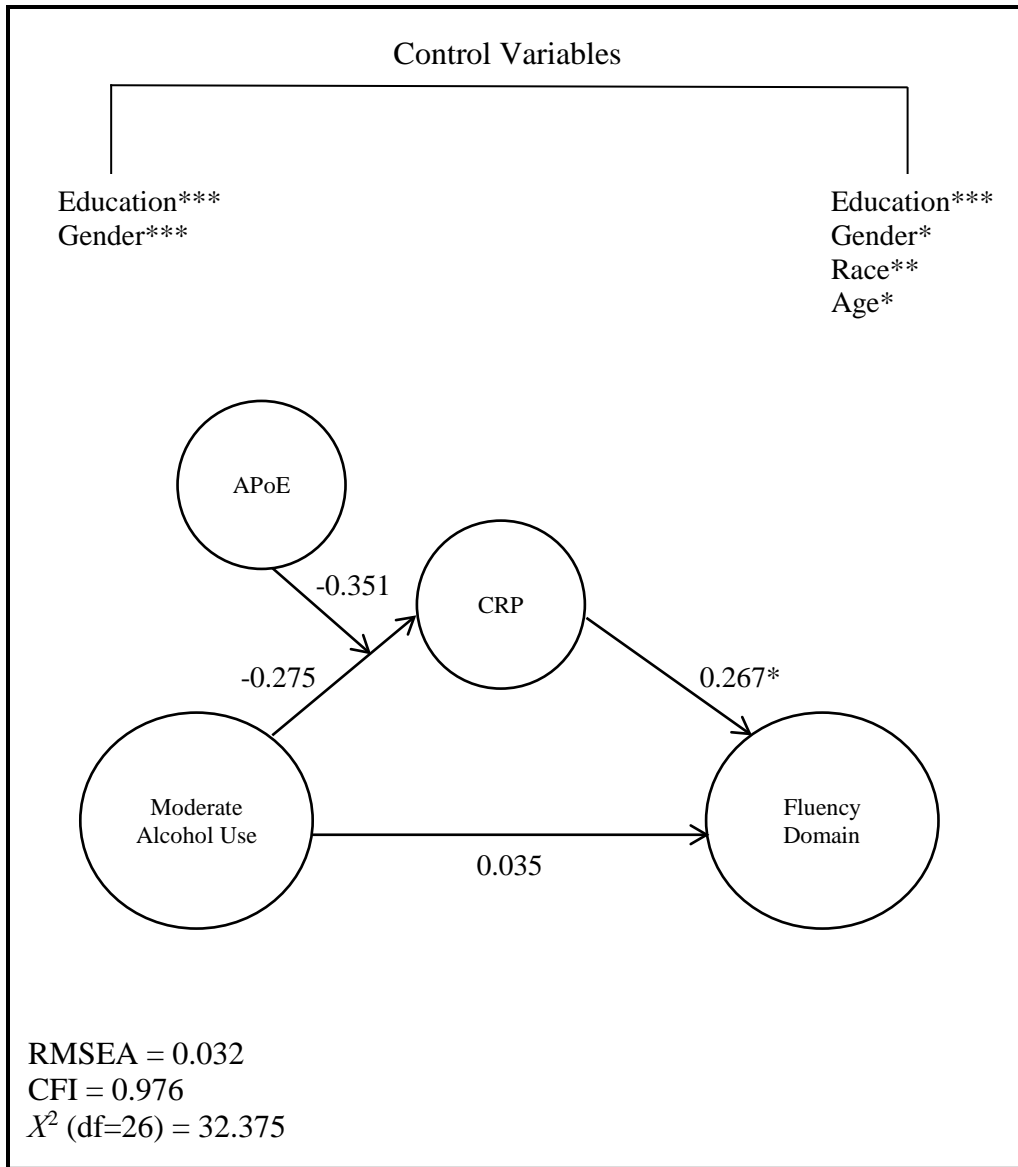 Control Variables
Education***
Gender***
Education***
Gender*
Race**
Age*
APoE
-0.351
CRP
-0.275
0.267*
Moderate
Alcohol Use
Fluency
Domain
0.035
RMSEA = 0.032
CFI = 0.976
X² (df=26) = 32.375